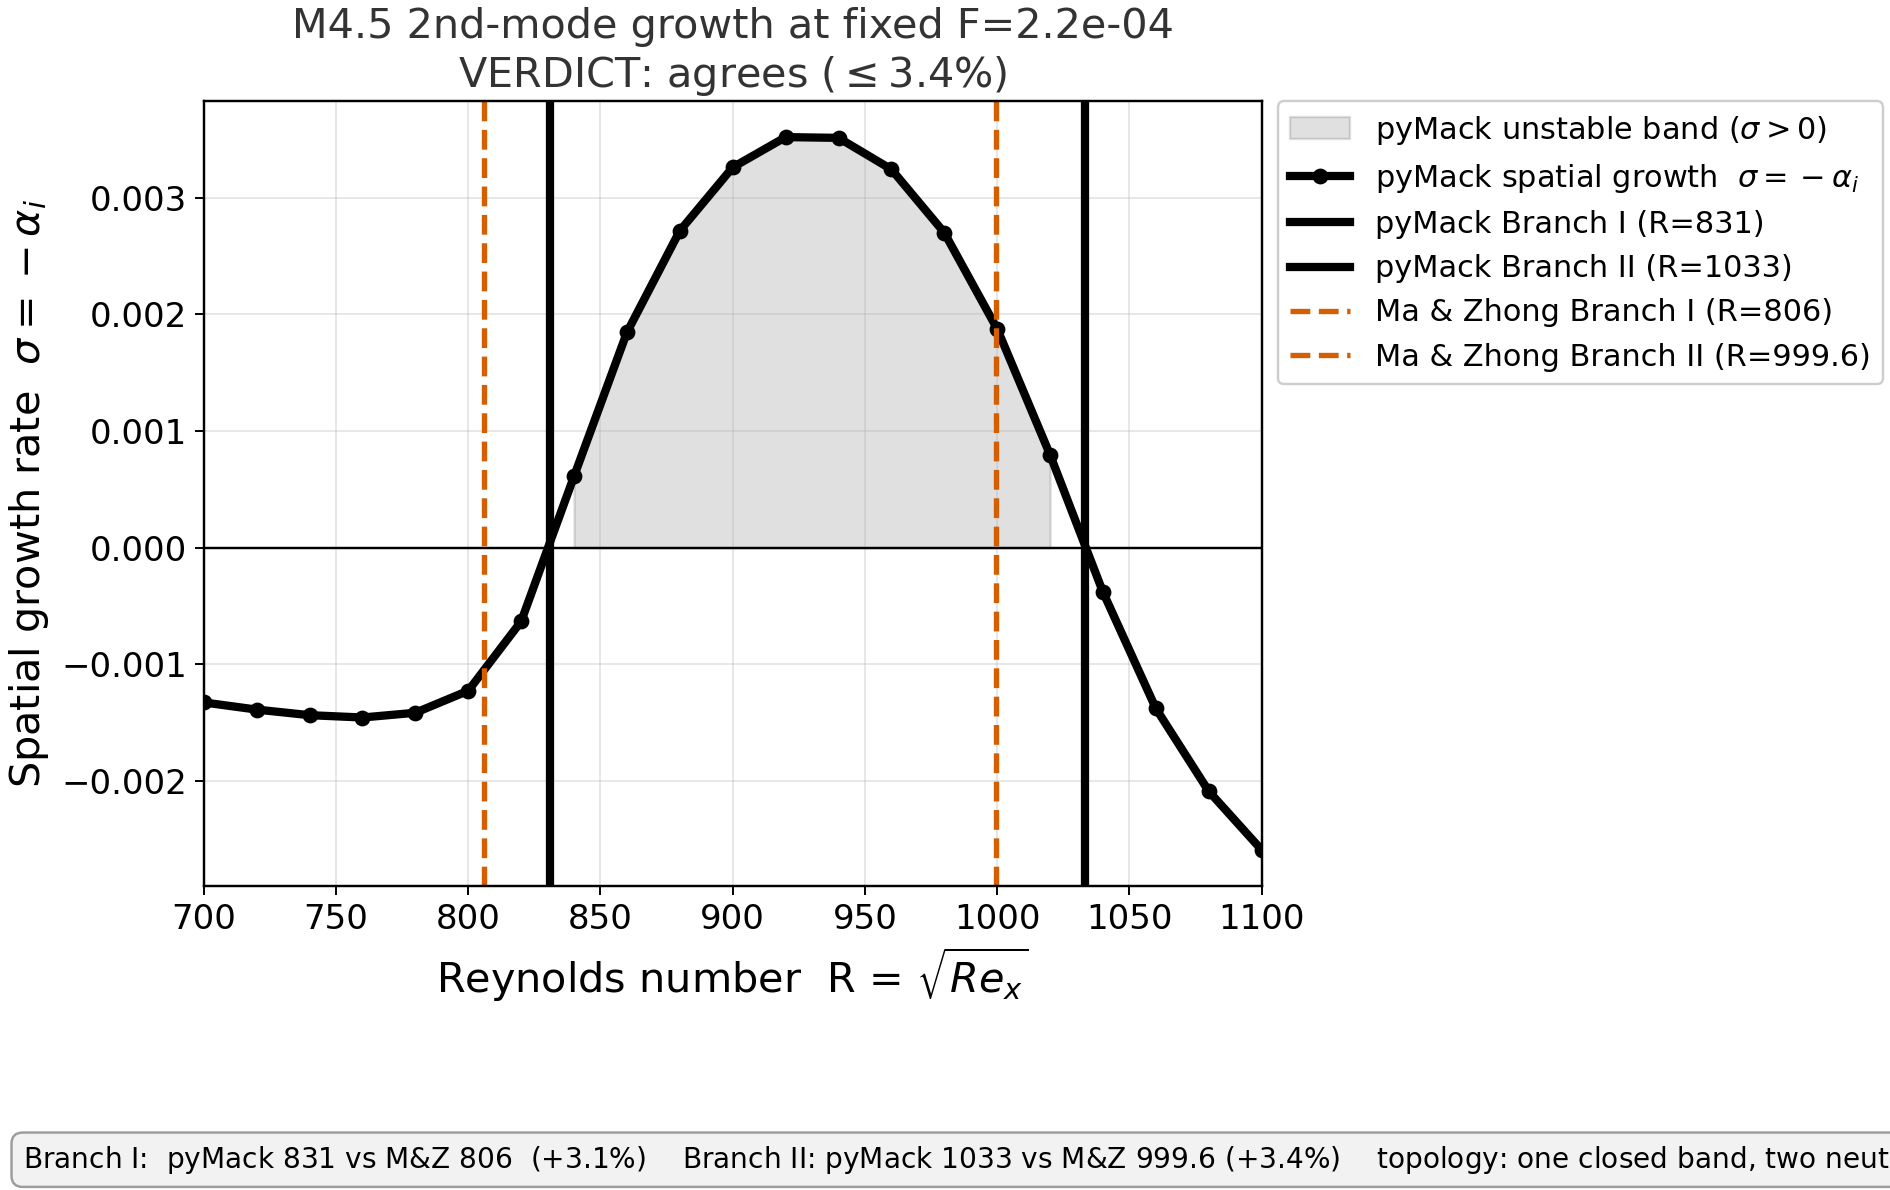 M4.5 2nd-mode growth at fixed F=2.2e-04
VERDICT: agrees (≤3.4%)
Spatial growth rate σ = − αᵢ
0.003
0.002
0.001
0.000
−0.001
−0.002
700 750 800 850 900 950 1000 1050 1100
Reynolds number R = √Reₓ
pyMack unstable band (σ > 0)
pyMack spatial growth σ = − αᵢ
pyMack Branch I (R=831)
pyMack Branch II (R=1033)
Ma & Zhong Branch I (R=806)
Ma & Zhong Branch II (R=999.6)
Branch I: pyMack 831 vs M&Z 806 (+3.1%) Branch II: pyMack 1033 vs M&Z 999.6 (+3.4%) topology: one closed band, two neut